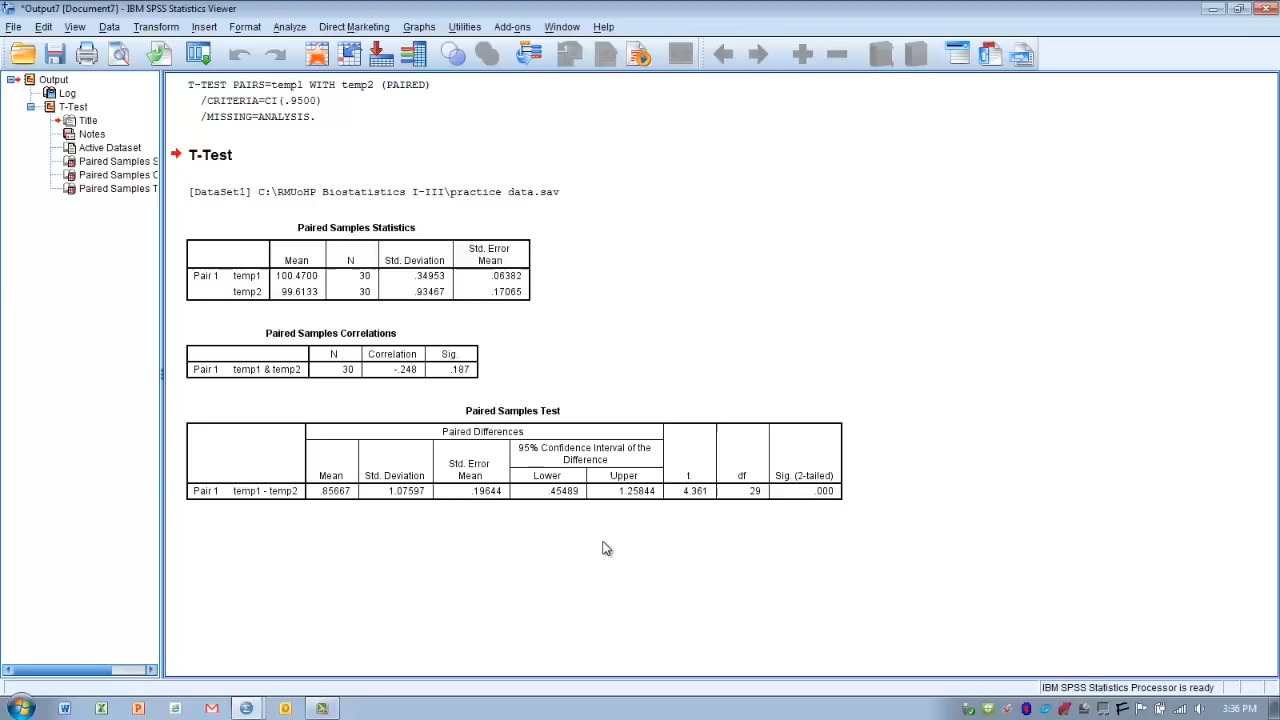 *Output7 [Document7] - IBM SPSS Statistics Viewer
File Edit View Data Transform Insert Format Analyze Direct Marketing Graphs Utilities Add-ons Window Help
Output
Log
T-Test
Title
Notes
Active Dataset
Paired Samples S
Paired Samples C
Paired Samples T
T-TEST PAIRS=temp1 WITH temp2 (PAIRED)
/CRITERIA=CI(.9500)
/MISSING=ANALYSIS.
T-Test
[DataSet1] C:\RMUoHP Biostatistics I-III\practice data.sav
Paired Samples Statistics
Mean N Std. Deviation Std. Error Mean
Pair 1 temp1 100.4700 30 .34953 .06382
temp2 99.6133 30 .93467 .17065
Paired Samples Correlations
N Correlation Sig.
Pair 1 temp1 & temp2 30 -.248 .187
Paired Samples Test
Paired Differences
95% Confidence Interval of the Difference
Mean Std. Deviation Std. Error Mean Lower Upper t df Sig. (2-tailed)
Pair 1 temp1 - temp2 .85667 1.07597 .19644 .45489 1.25844 4.361 29 .000
IBM SPSS Statistics Processor is ready
3:36 PM